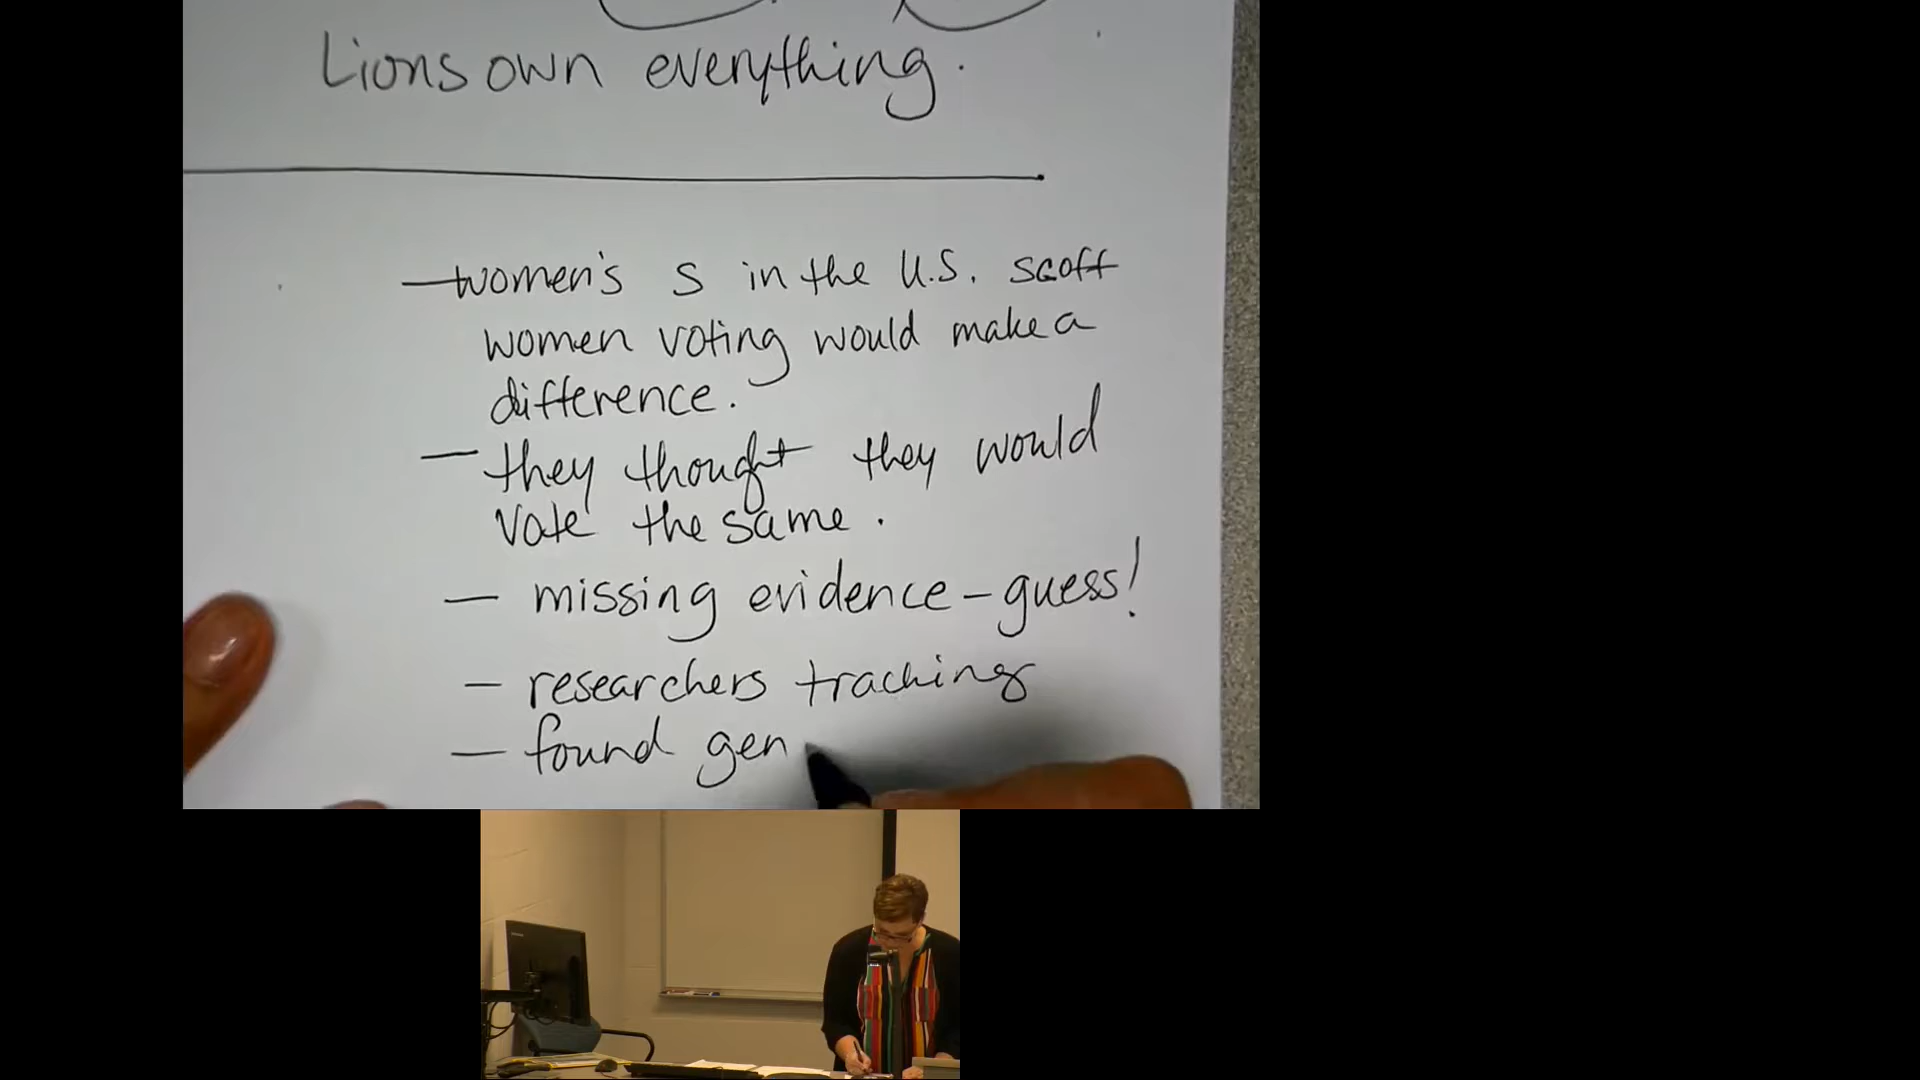 Lions own everything.
— women's S in the U.S. scoff
women voting would make a
difference.
— they thought they would
vote the same.
— missing evidence – guess!
— researchers tracking
— found gen